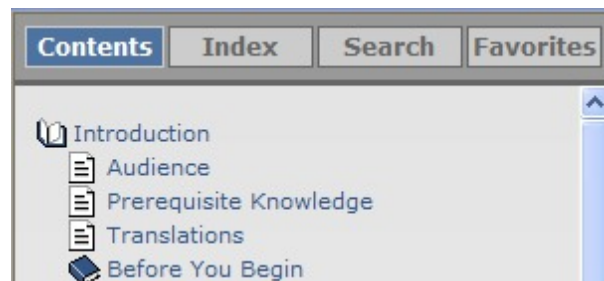 Contents Index Search Favorites
Introduction
Audience
Prerequisite Knowledge
Translations
Before You Begin